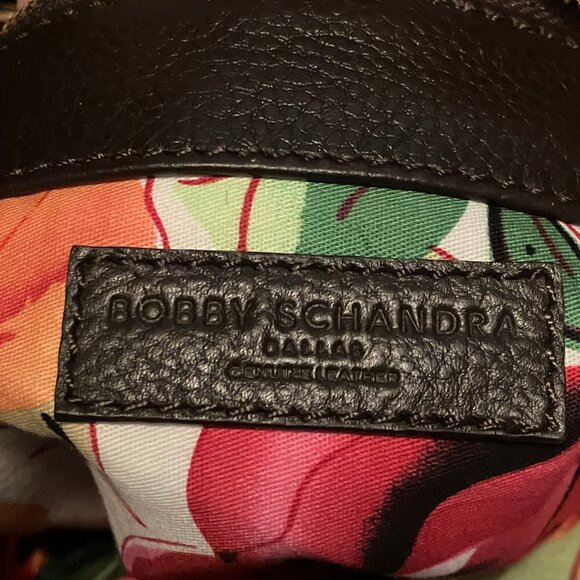 BOBBY SCHANDRA
DALLAS
GENUINE LEATHER